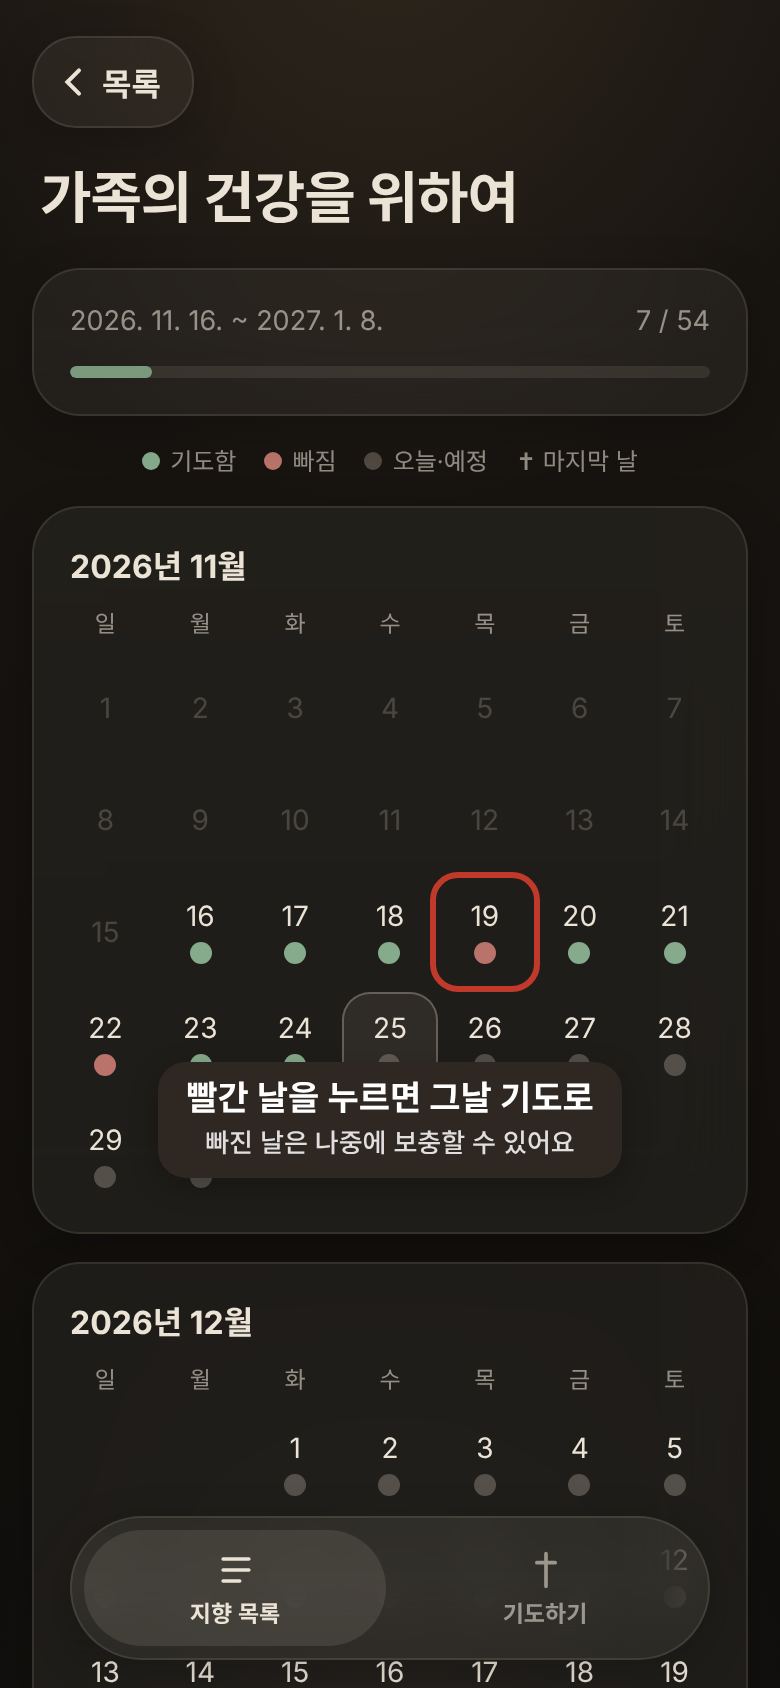 목록
가족의 건강을 위하여
2026. 11. 16. ~ 2027. 1. 8. 7 / 54
기도함 빠짐 오늘·예정 ✝ 마지막 날
2026년 11월
일 월 화 수 목 금 토
1 2 3 4 5 6 7
8 9 10 11 12 13 14
15 16 17 18 19 20 21
22 23 24 25 26 27 28
29
빨간 날을 누르면 그날 기도로
빠진 날은 나중에 보충할 수 있어요
2026년 12월
일 월 화 수 목 금 토
1 2 3 4 5
12
지향 목록 기도하기
13 14 15 16 17 18 19